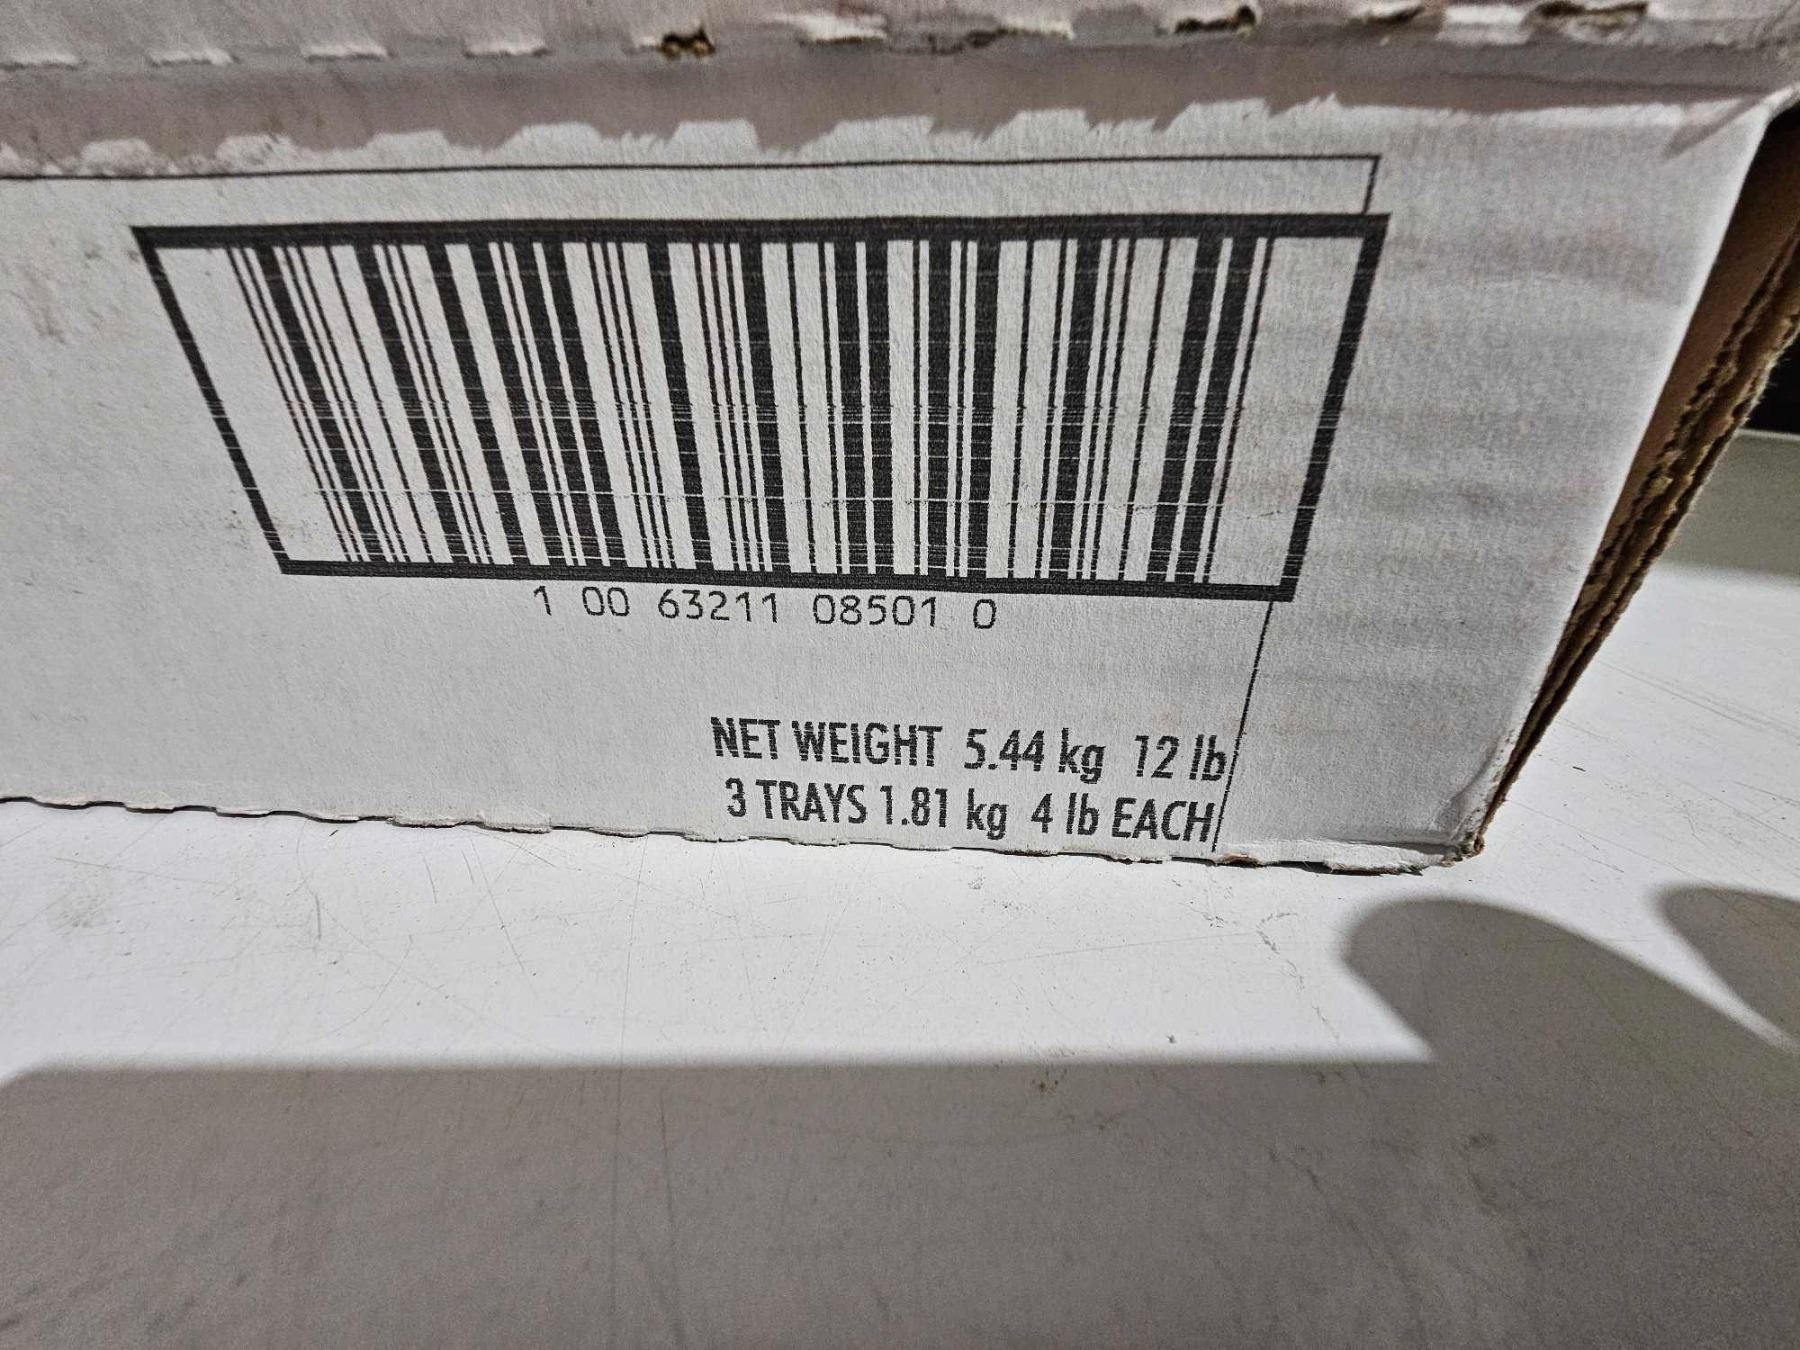 1 00 63211 08501 0
NET WEIGHT 5.44 kg 12 lb
3 TRAYS 1.81 kg 4 lb EACH